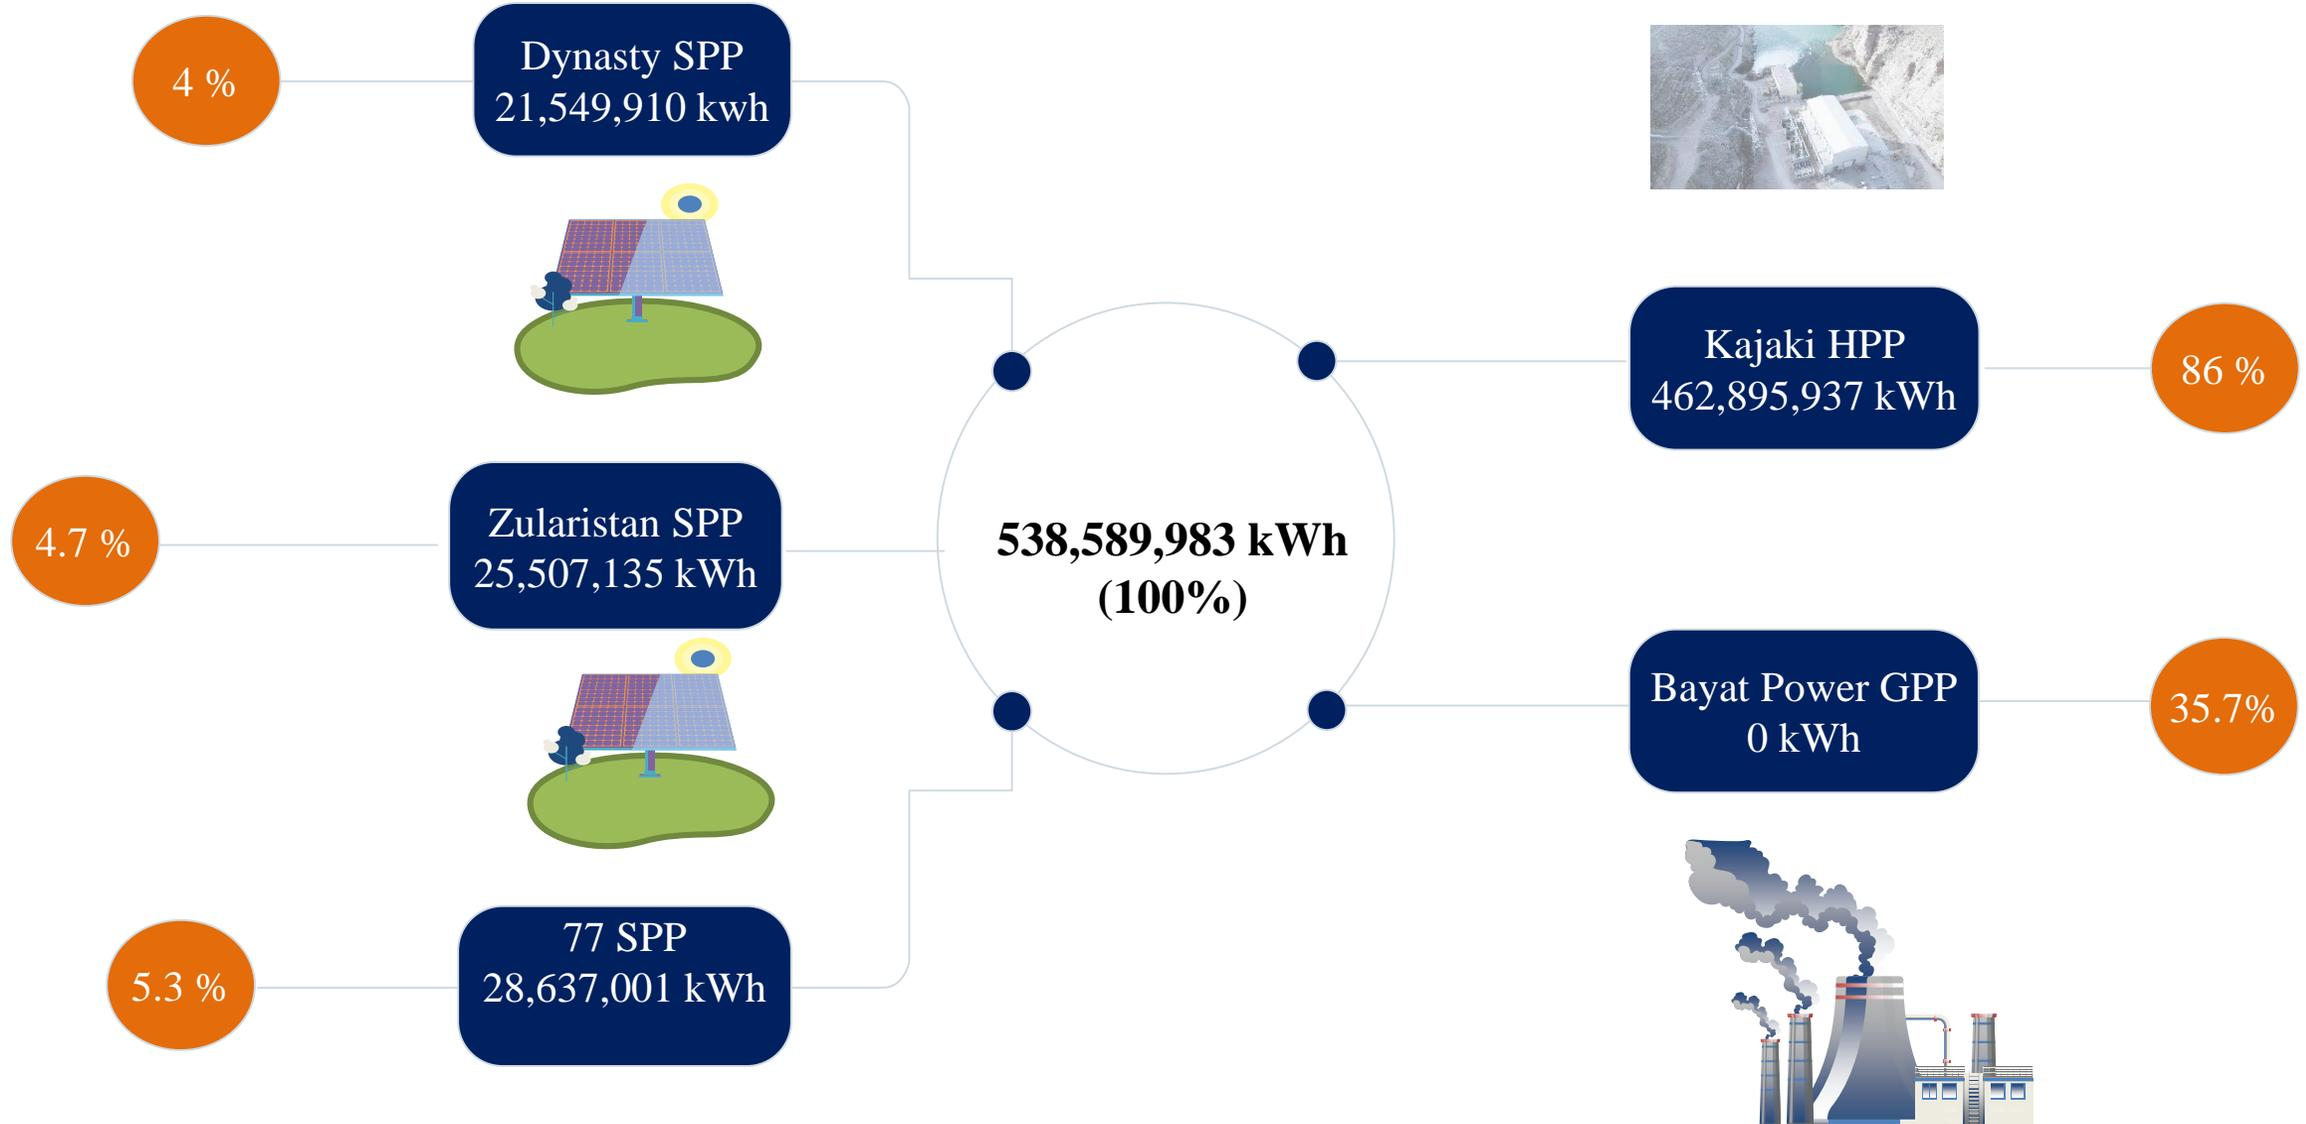 4 %
Dynasty SPP
21,549,910 kwh
4.7 %
Zularistan SPP
25,507,135 kWh
5.3 %
77 SPP
28,637,001 kWh
538,589,983 kWh
(100%)
Kajaki HPP
462,895,937 kWh
86 %
Bayat Power GPP
0 kWh
35.7%